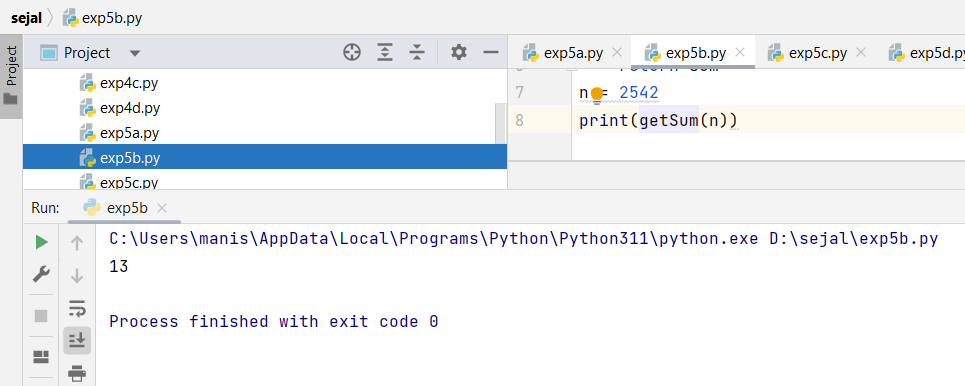 sejal exp5b.py
Project
Project
exp4c.py
exp4d.py
exp5a.py
exp5b.py
exp5c.py
exp5a.py exp5b.py exp5c.py exp5d.py
7 n = 2542
8 print(getSum(n))
Run: exp5b
C:\Users\manis\AppData\Local\Programs\Python\Python311\python.exe D:\sejal\exp5b.py
13
Process finished with exit code 0